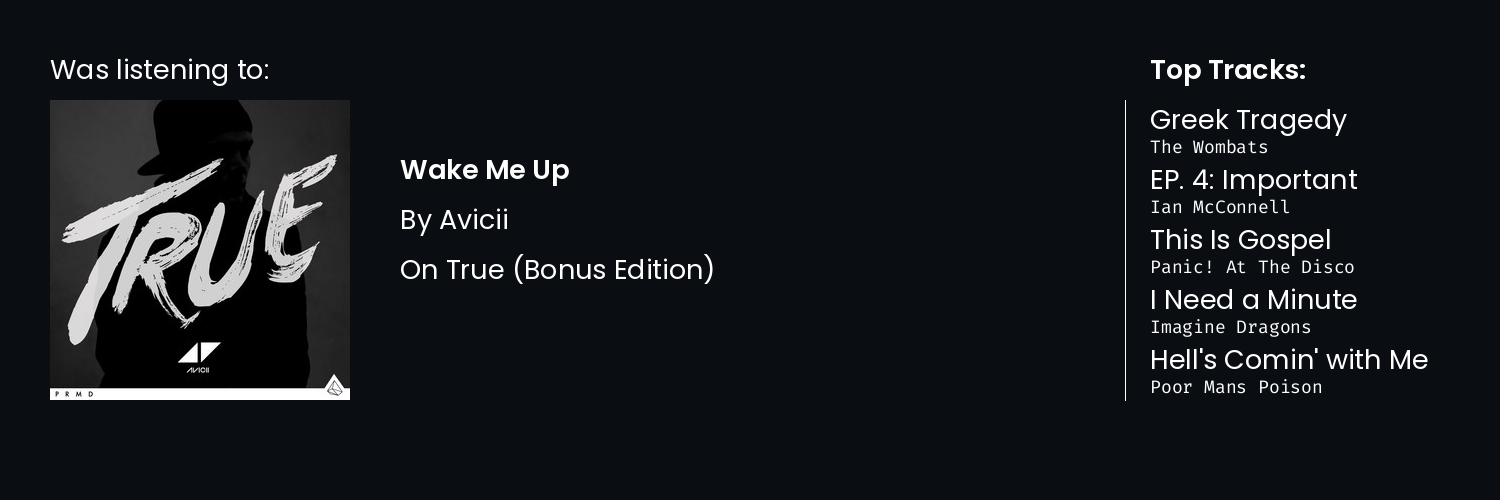 Was listening to:
TRUE
AVICII
PRMD
Wake Me Up
By Avicii
On True (Bonus Edition)
Top Tracks:
Greek Tragedy
The Wombats
EP. 4: Important
Ian McConnell
This Is Gospel
Panic! At The Disco
I Need a Minute
Imagine Dragons
Hell's Comin' with Me
Poor Mans Poison